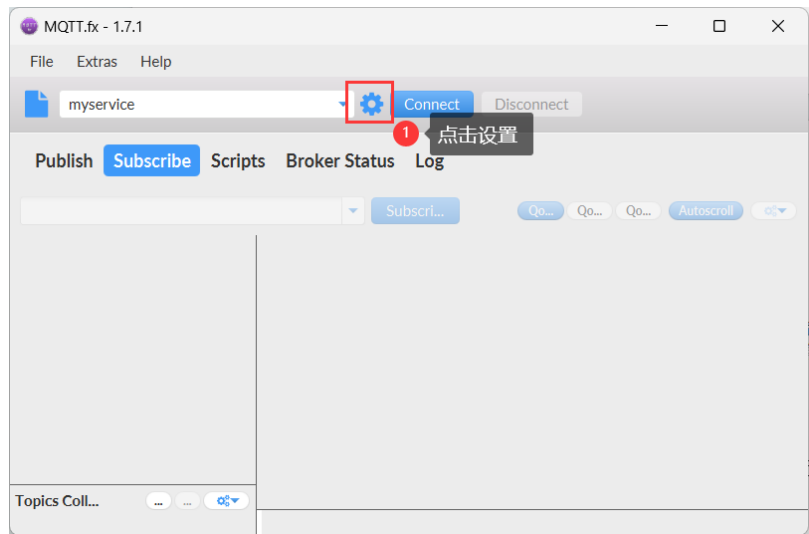 MQTT.fx - 1.7.1
File Extras Help
myservice Connect Disconnect
1 点击设置
Publish Subscribe Scripts Broker Status Log
Subscri... Qo... Qo... Qo... Autoscroll
Topics Coll... ... ...